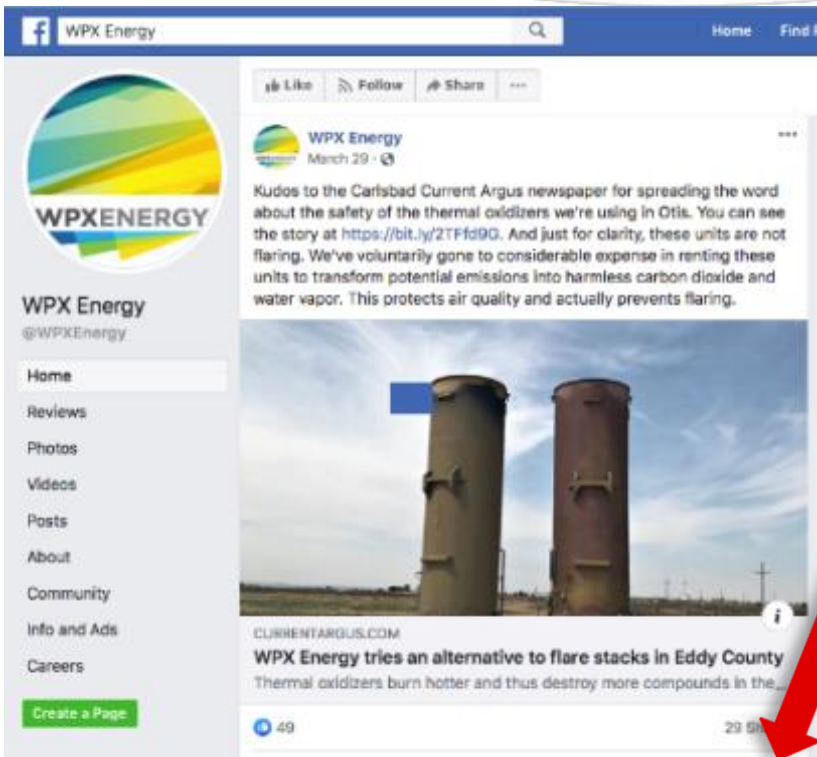 WPX Energy
Home Find
Like Follow Share ...
WPX Energy
March 29 ·
Kudos to the Carlsbad Current Argus newspaper for spreading the word
about the safety of the thermal oxidizers we're using in Otis. You can see
the story at https://bit.ly/2TFfd9G. And just for clarity, these units are not
flaring. We've voluntarily gone to considerable expense in renting these
units to transform potential emissions into harmless carbon dioxide and
water vapor. This protects air quality and actually prevents flaring.
WPXENERGY
WPX Energy
@WPXEnergy
Home
Reviews
Photos
Videos
Posts
About
Community
Info and Ads
Careers
Create a Page
CURRENTARGUS.COM
WPX Energy tries an alternative to flare stacks in Eddy County
Thermal oxidizers burn hotter and thus destroy more compounds in the...
49
29